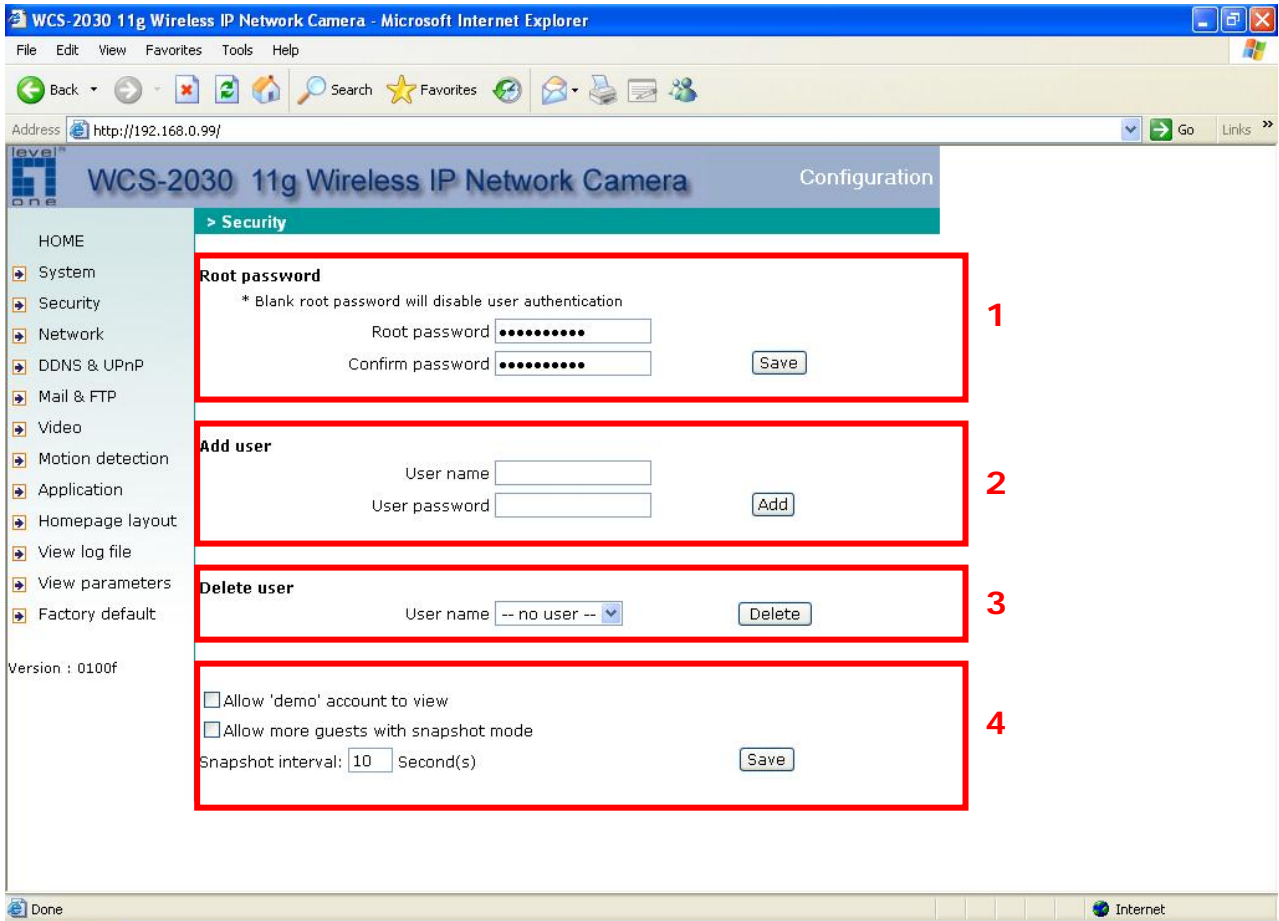 WCS-2030 11g Wireless IP Network Camera - Microsoft Internet Explorer
File Edit View Favorites Tools Help
Back Search Favorites
Address http://192.168.0.99/ Go Links »
level™
one
WCS-2030 11g Wireless IP Network Camera Configuration
> Security
HOME
System
Security
Network
DDNS & UPnP
Mail & FTP
Video
Motion detection
Application
Homepage layout
View log file
View parameters
Factory default
Version : 0100f
Root password
* Blank root password will disable user authentication
Root password ••••••••••
Confirm password •••••••••• Save
1
Add user
User name
User password Add
2
Delete user
User name -- no user -- Delete
3
Allow 'demo' account to view
Allow more guests with snapshot mode
Snapshot interval: 10 Second(s) Save
4
Done Internet